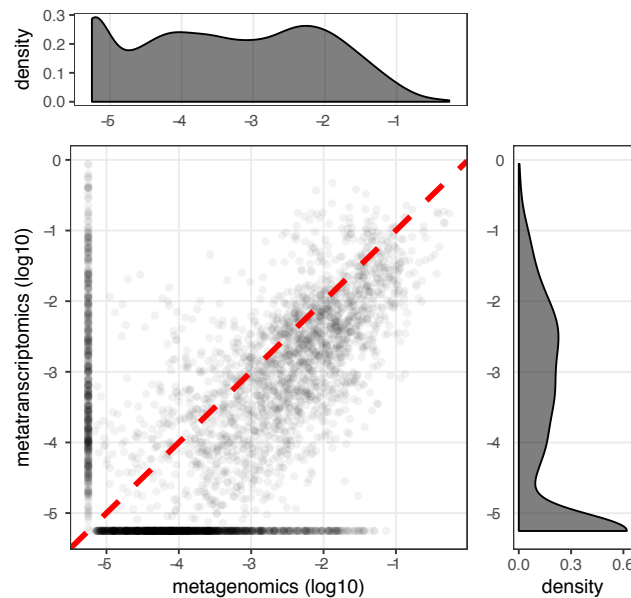 density
0.3
0.2
0.1
0.0
-5 -4 -3 -2 -1
metatranscriptomics (log10)
0
-1
-2
-3
-4
-5
-5 -4 -3 -2 -1
metagenomics (log10)
0
-1
-2
-3
-4
-5
0.0 0.3 0.6
density